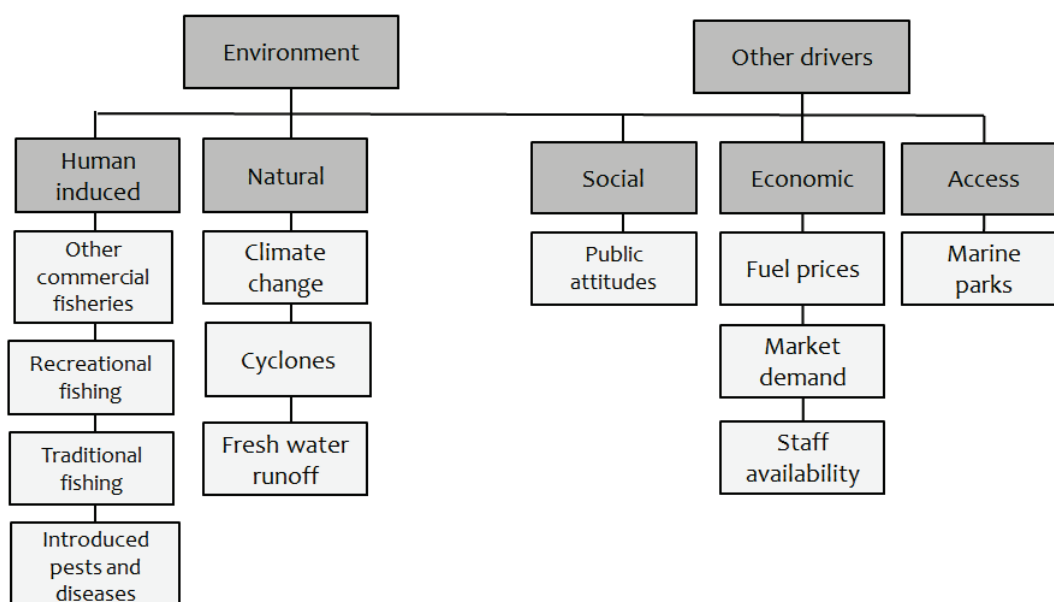 Environment
Other drivers
Human
induced
Natural
Social
Economic
Access
Other
commercial
fisheries
Recreational
fishing
Traditional
fishing
Introduced
pests and
diseases
Climate
change
Cyclones
Fresh water
runoff
Public
attitudes
Fuel prices
Market
demand
Staff
availability
Marine
parks